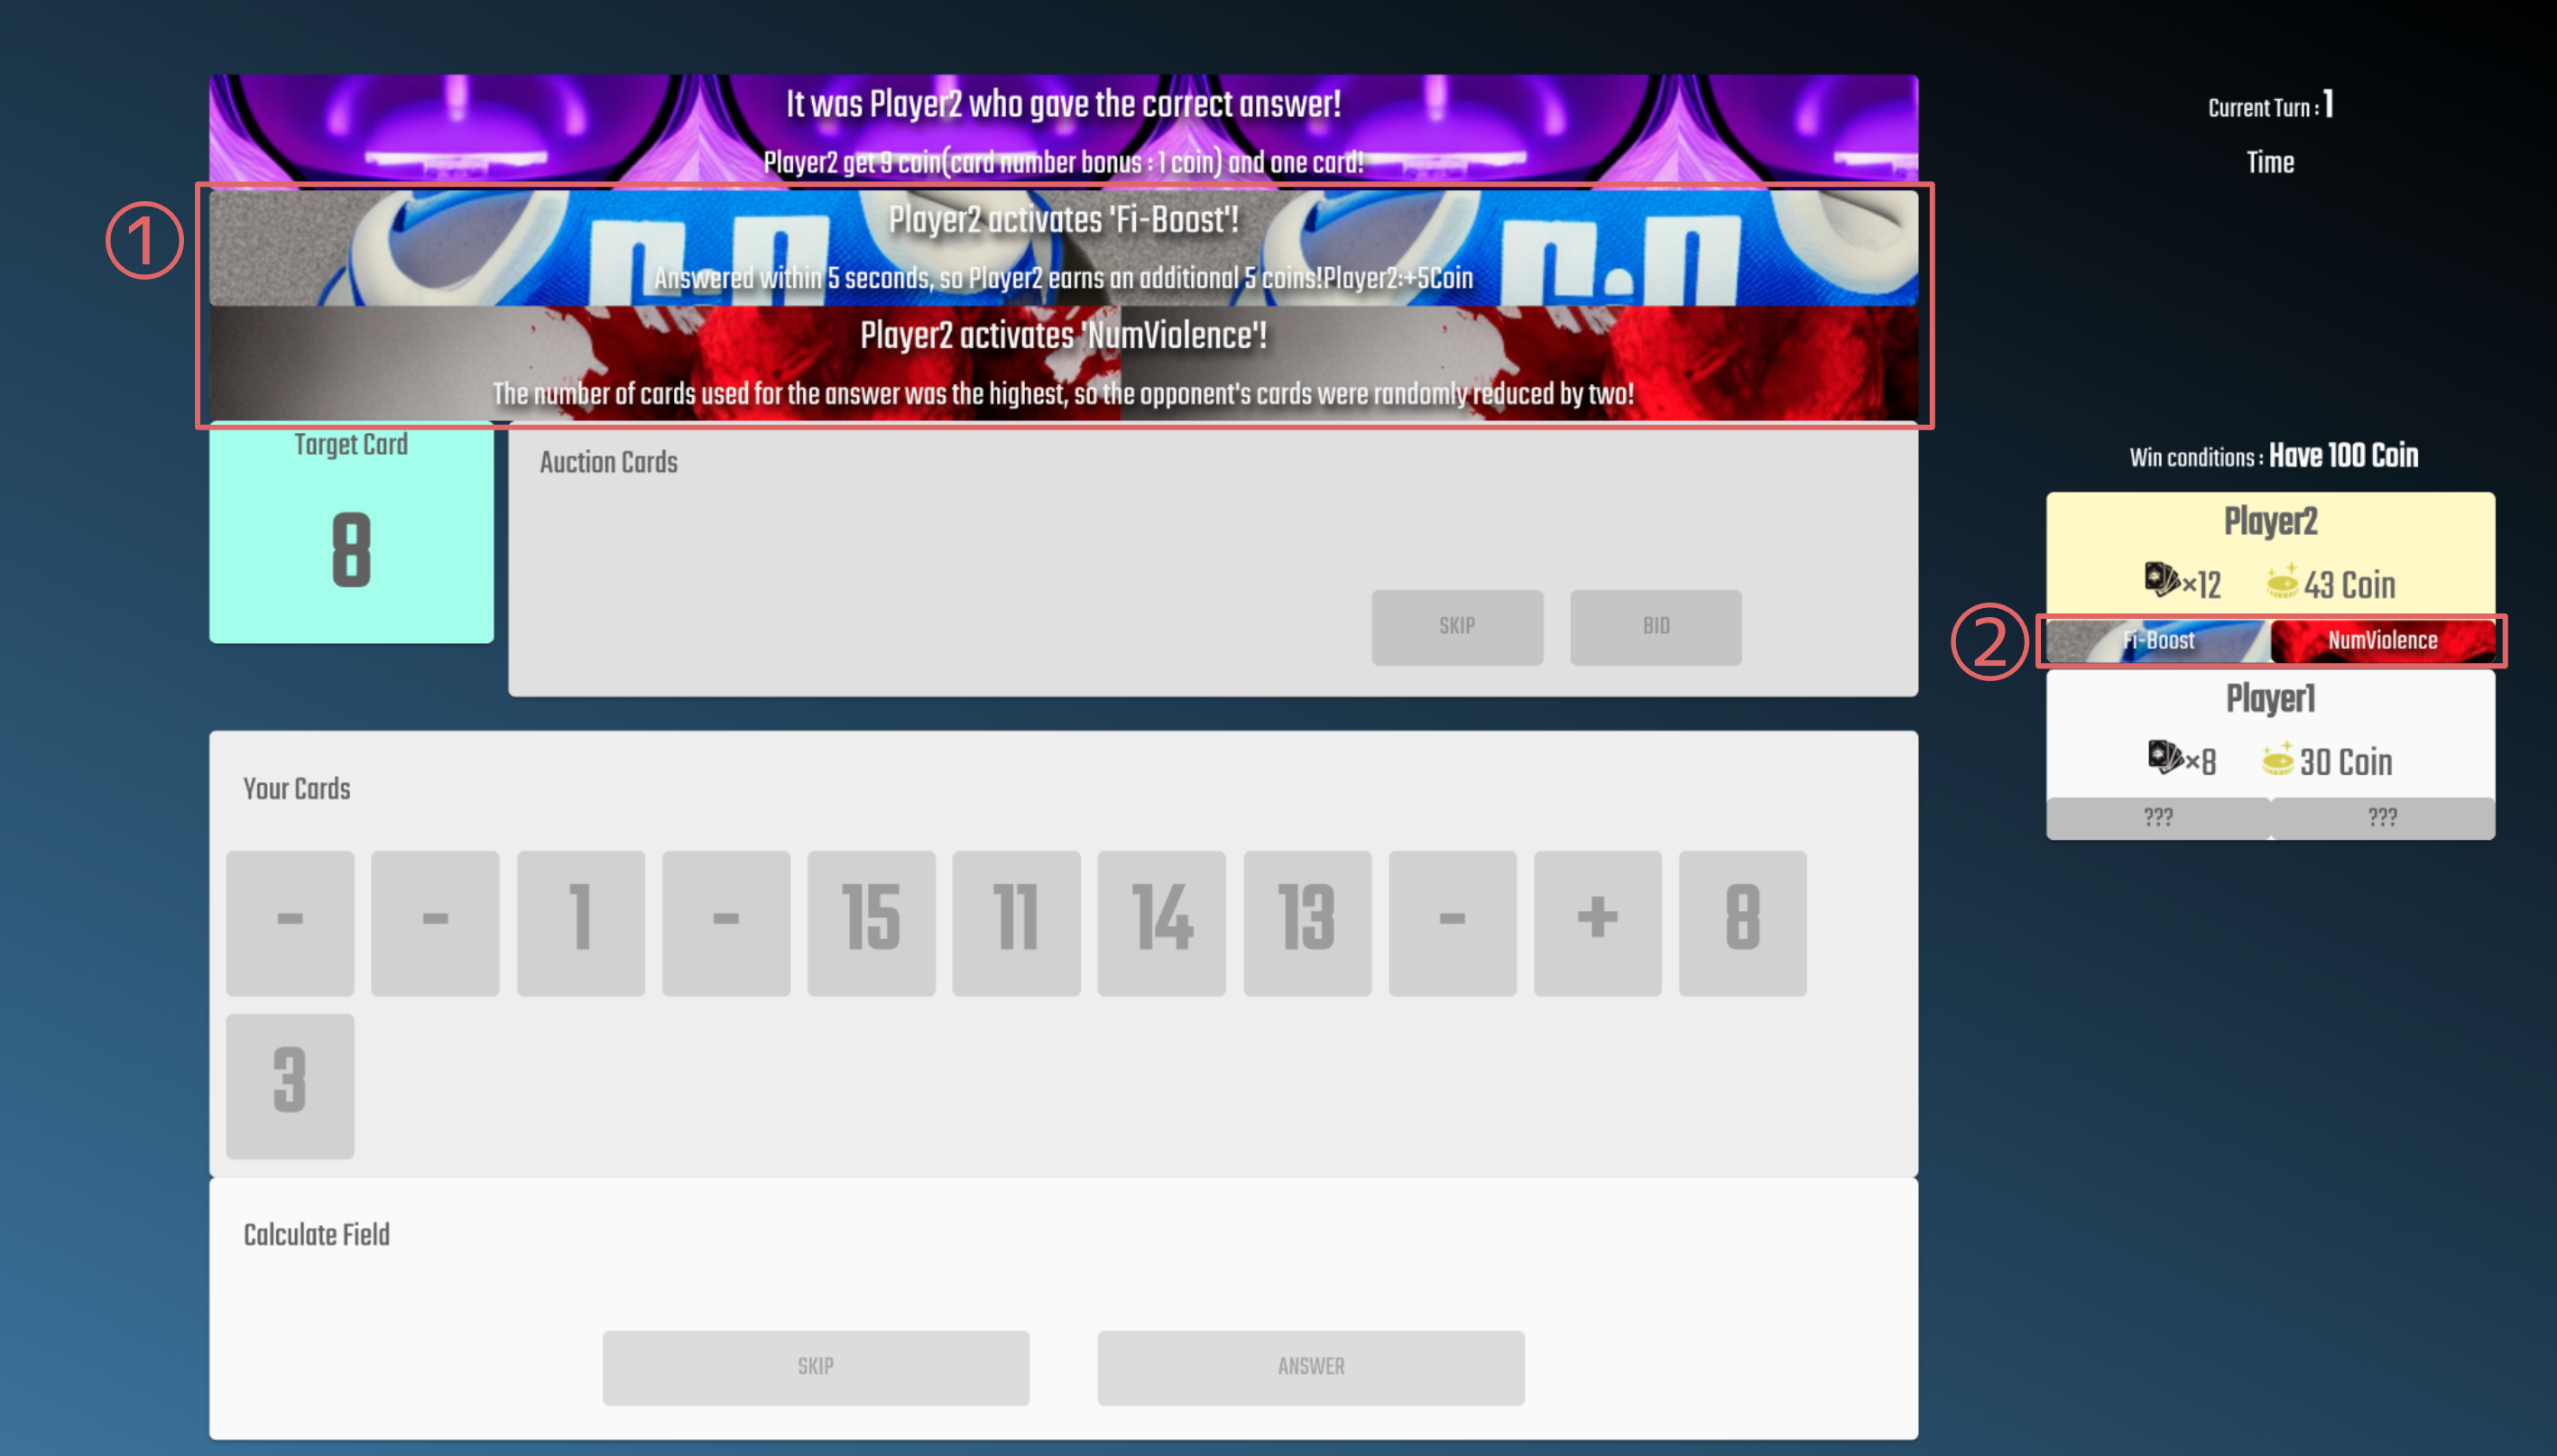 It was Player2 who gave the correct answer!
Player2 get 9 coin(card number bonus : 1 coin) and one card!
①
Player2 activates 'Fi-Boost'!
Answered within 5 seconds, so Player2 earns an additional 5 coins!Player2:+5Coin
Player2 activates 'NumViolence'!
The number of cards used for the answer was the highest, so the opponent's cards were randomly reduced by two!
Target Card
8
Auction Cards
SKIP
BID
Your Cards
- - 1 - 15 11 14 13 - + 8
3
Calculate Field
SKIP
ANSWER
Current Turn : 1
Time
Win conditions : Have 100 Coin
Player2
×12
43 Coin
②
Fi-Boost
NumViolence
Player1
×8
30 Coin
???
???